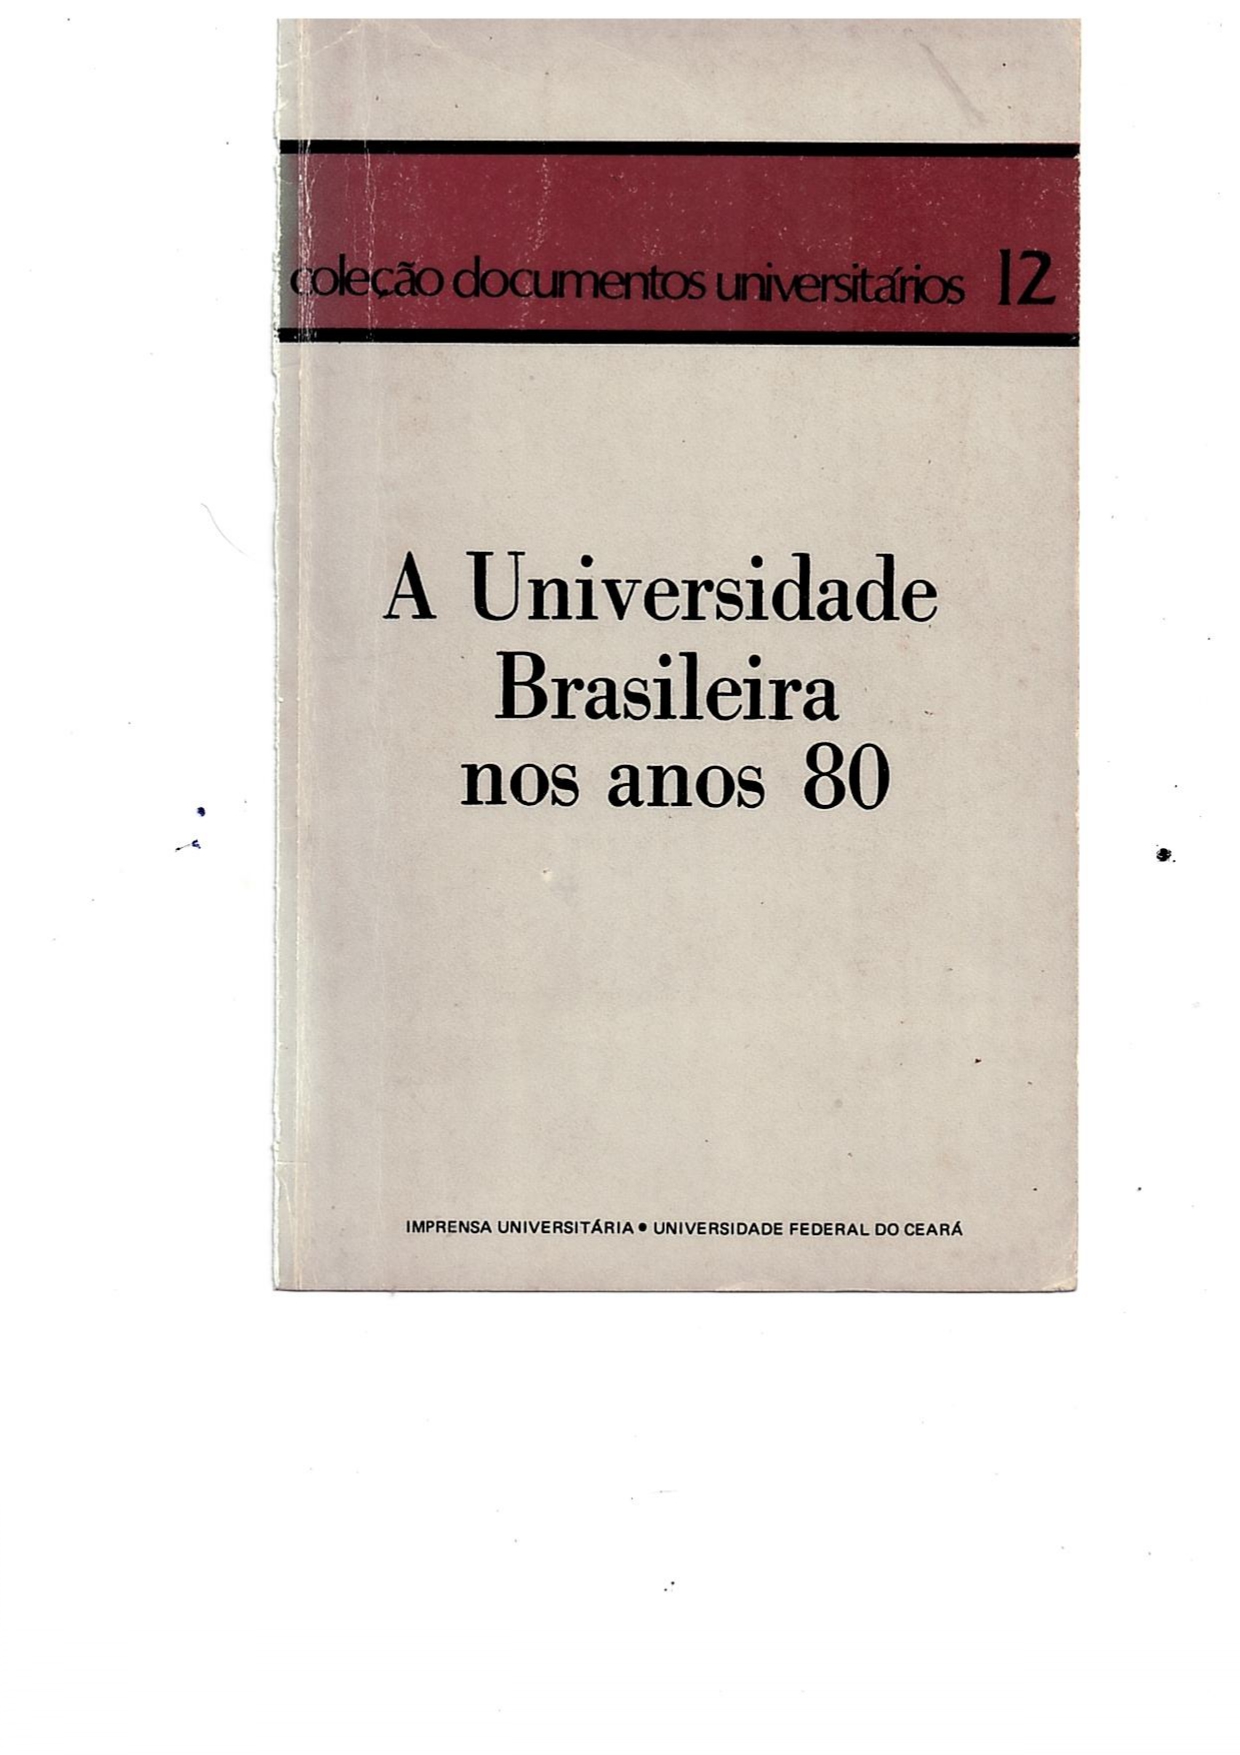 coleção documentos universitários 12
A Universidade
Brasileira
nos anos 80
IMPRENSA UNIVERSITÁRIA • UNIVERSIDADE FEDERAL DO CEARÁ